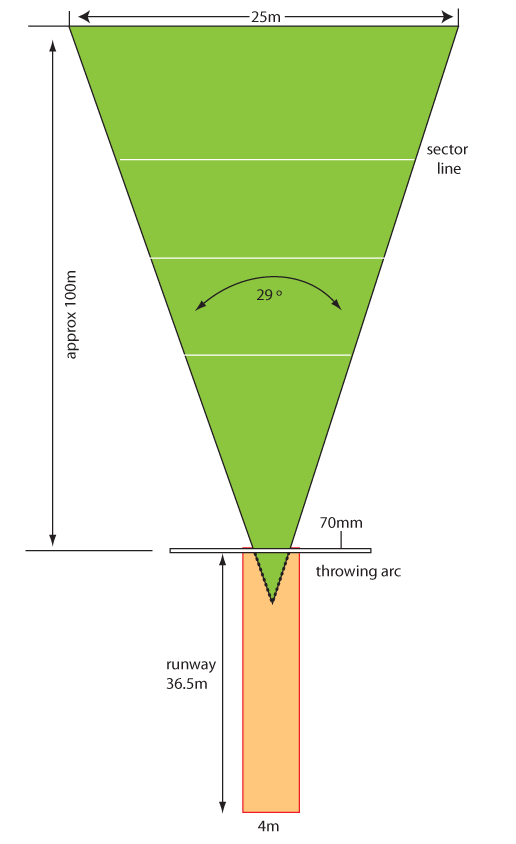 25m
sector
line
approx 100m
29 °
70mm
throwing arc
runway
36.5m
4m